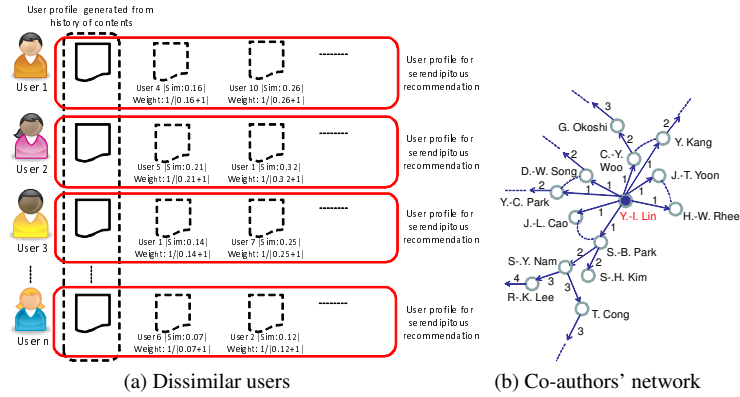 User profile generated from
history of contents
User 1
User 4 |Sim:0.16|
Weight: 1/|0.16+1|
User 10 |Sim:0.26|
Weight: 1/|0.26+1|
User profile for
serendipitous
recommendation
User 2
User 5 |Sim:0.21|
Weight: 1/|0.21+1|
User 1 |Sim:0.32|
Weight: 1/|0.32+1|
User profile for
serendipitous
recommendation
User 3
User 1 |Sim:0.14|
Weight: 1/|0.14+1|
User 7 |Sim:0.25|
Weight: 1/|0.25+1|
User profile for
serendipitous
recommendation
User n
User 6 |Sim:0.07|
Weight: 1/|0.07+1|
User 2 |Sim:0.12|
Weight: 1/|0.12+1|
User profile for
serendipitous
recommendation
(a) Dissimilar users
3
2
G. Okoshi
2
2
Y. Kang
C.-Y.
Woo
2
D.-W. Song
1
1
1
J.-T. Yoon
2
1
1
Y.-C. Park
1
1
Y.-I. Lin
H.-W. Rhee
J.-L. Cao
1
S.-B. Park
2
2
S-.Y. Nam
S-.H. Kim
4
3
3
R-.K. Lee
T. Cong
3
(b) Co-authors' network